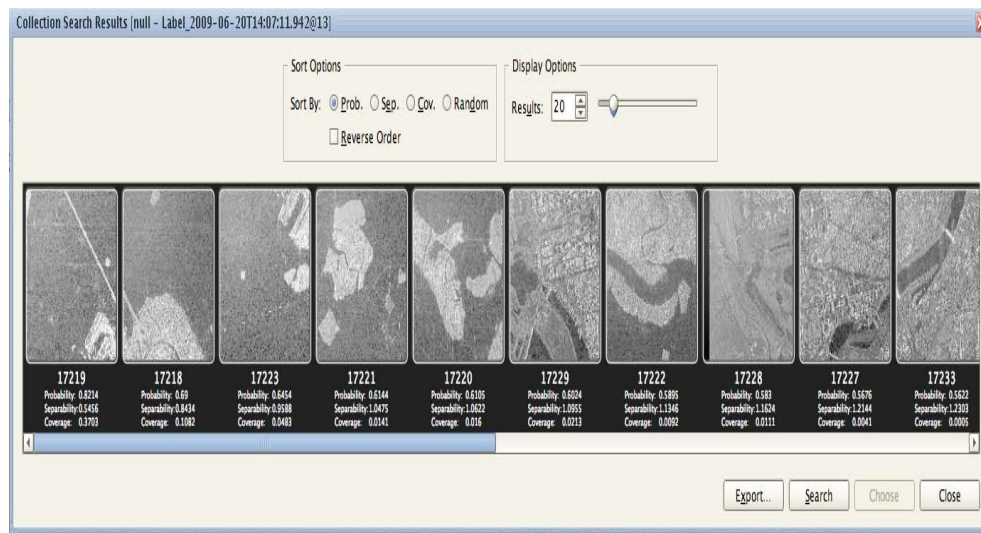 Collection Search Results [null - Label_2009-06-20T14:07:11.942@13]
Sort Options
Sort By: Prob. Sep. Cov. Random
Reverse Order
Display Options
Results: 20
17219
Probability: 0.8214
Separability:0.5456
Coverage: 0.3703
17218
Probability: 0.69
Separability:0.8434
Coverage: 0.1082
17223
Probability: 0.6454
Separability:0.9588
Coverage: 0.0483
17221
Probability: 0.6144
Separability:1.0475
Coverage: 0.0141
17220
Probability: 0.6105
Separability:1.0622
Coverage: 0.016
17229
Probability: 0.6024
Separability:1.0955
Coverage: 0.0213
17222
Probability: 0.5895
Separability:1.1346
Coverage: 0.0092
17228
Probability: 0.583
Separability:1.1624
Coverage: 0.0111
17227
Probability: 0.5676
Separability:1.2144
Coverage: 0.0041
17233
Probability: 0.5622
Separability:1.2303
Coverage: 0.0005
Export... Search Choose Close